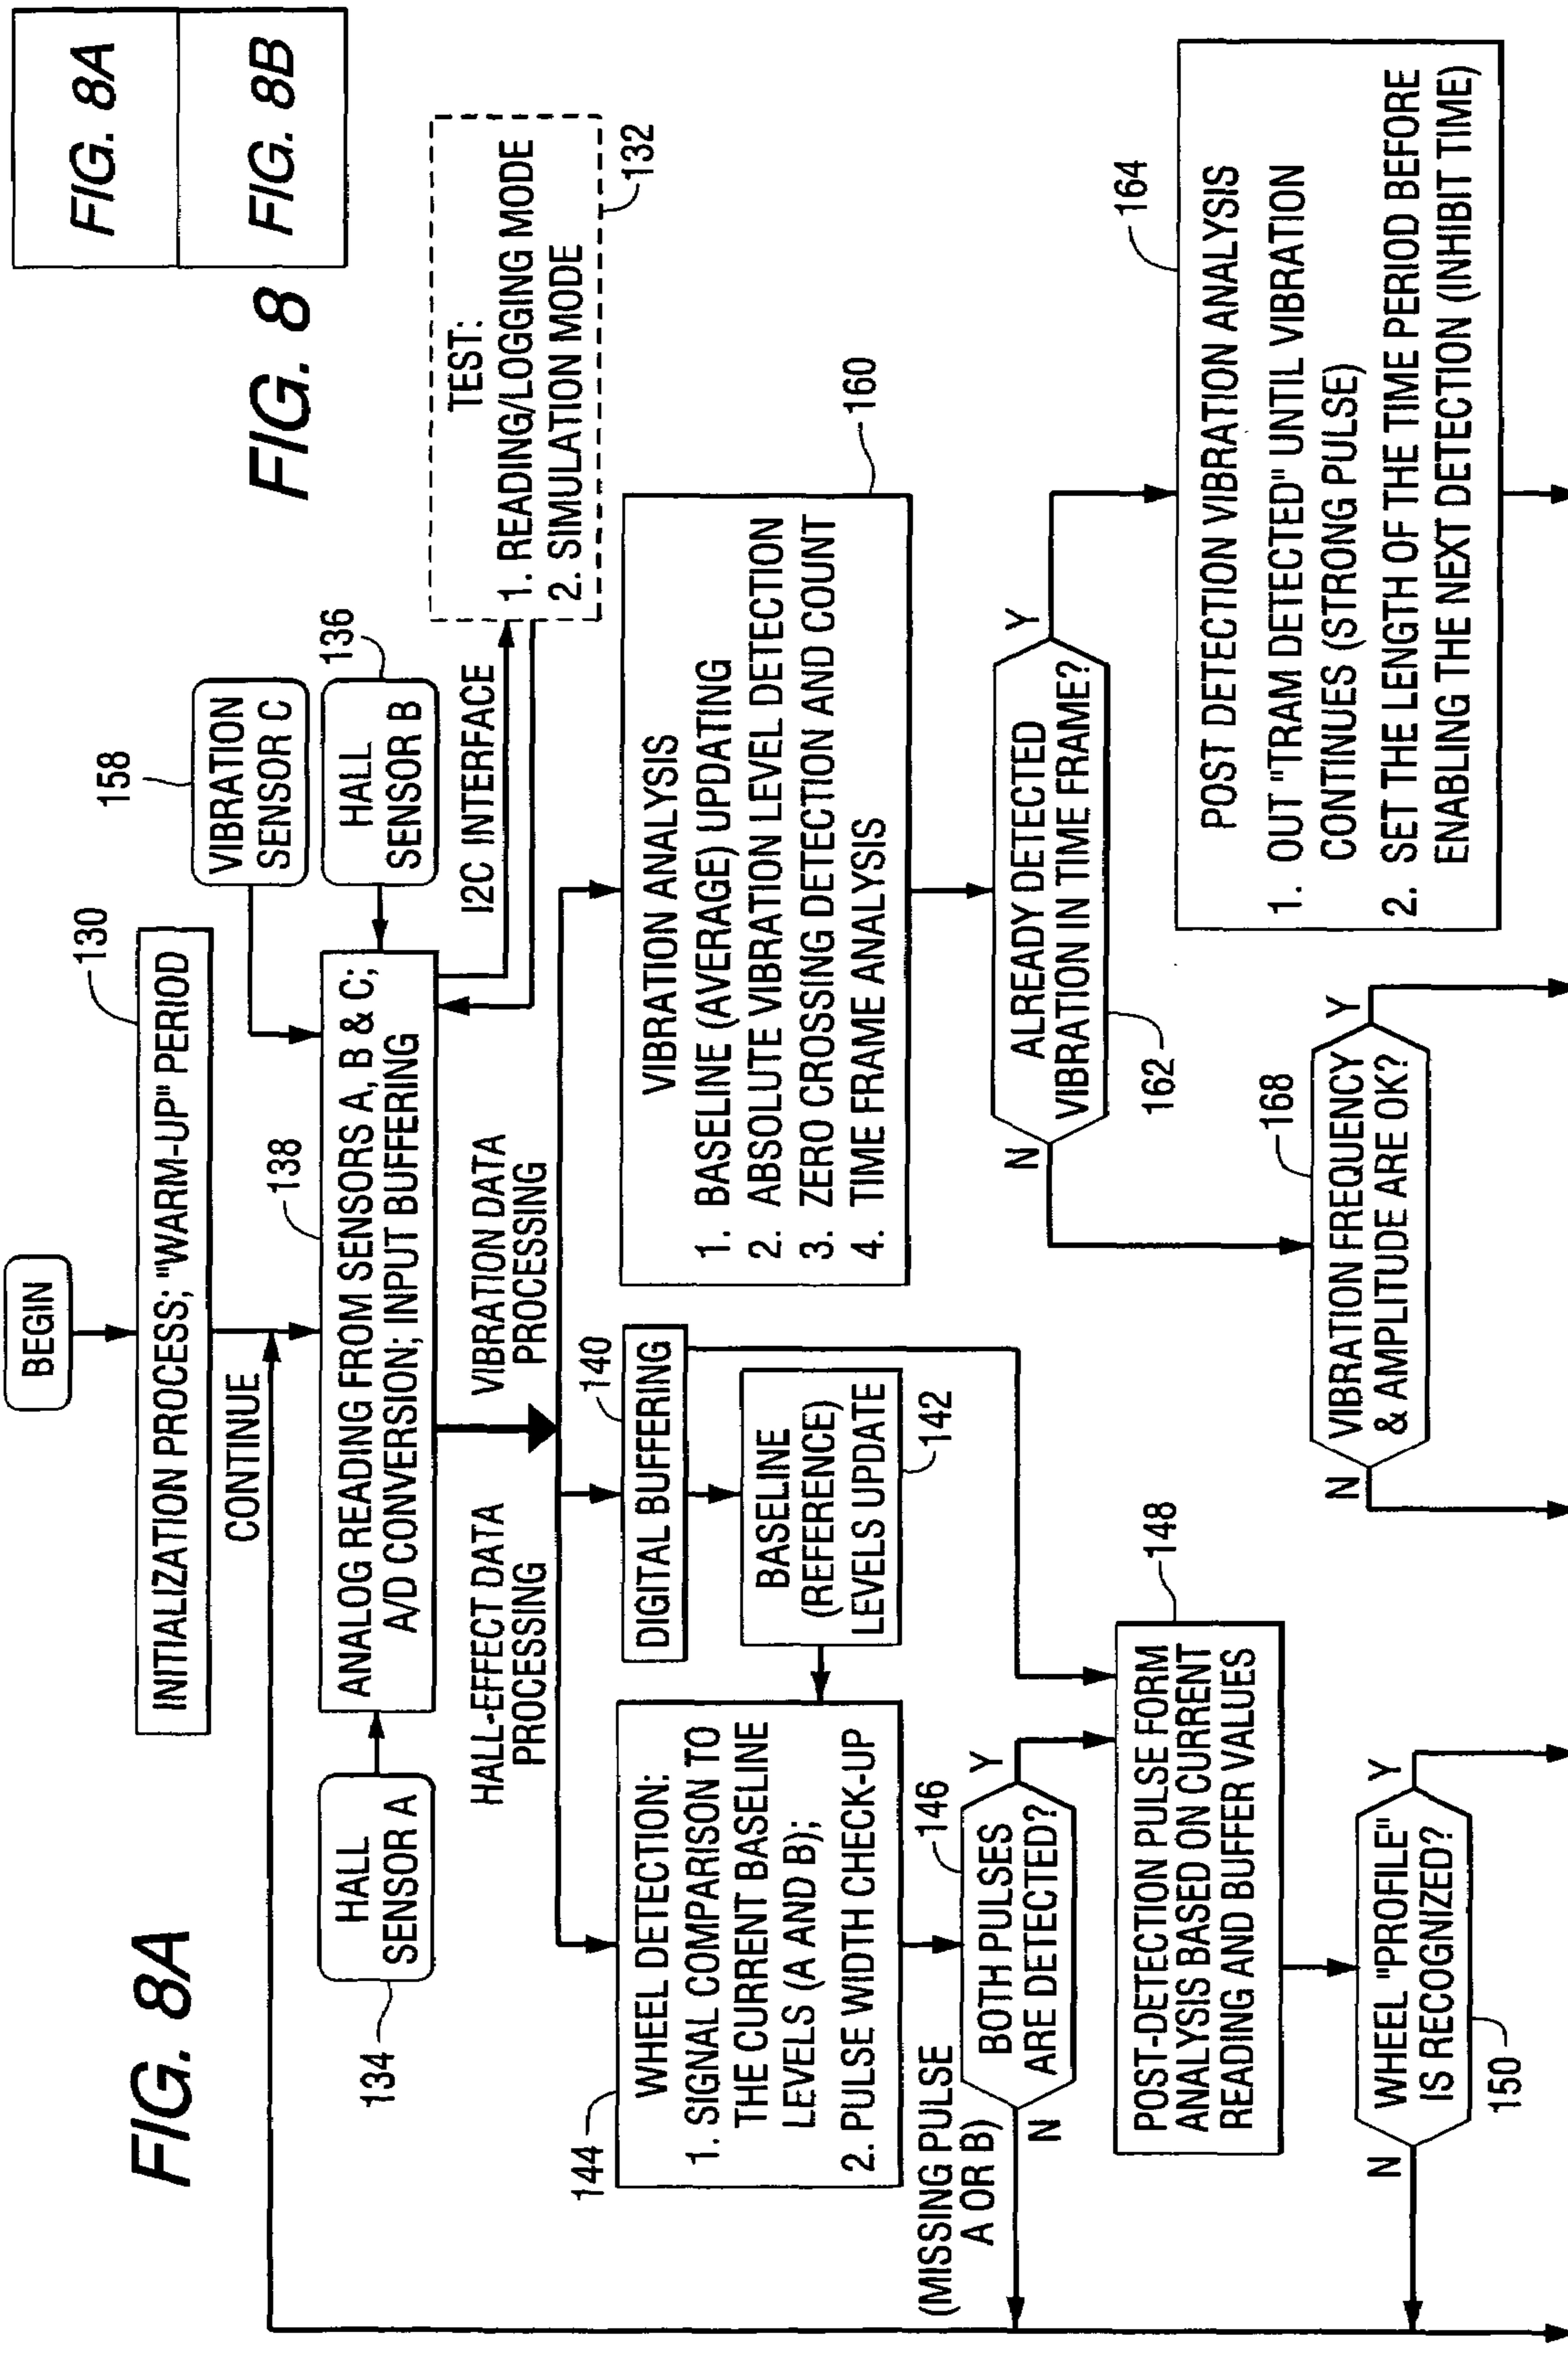 FIG. 8A
FIG. 8
FIG. 8A
FIG. 8B
BEGIN
INITIALIZATION PROCESS; "WARM-UP" PERIOD
130
CONTINUE
158
VIBRATION
SENSOR C
138
136
HALL
SENSOR A
134
ANALOG READING FROM SENSORS A, B & C;
A/D CONVERSION; INPUT BUFFERING
HALL
SENSOR B
I2C INTERFACE
TEST:
1. READING/LOGGING MODE
2. SIMULATION MODE
132
HALL-EFFECT DATA
PROCESSING
VIBRATION DATA
PROCESSING
144
WHEEL DETECTION:
1. SIGNAL COMPARISON TO
THE CURRENT BASELINE
LEVELS (A AND B);
2. PULSE WIDTH CHECK-UP
140
DIGITAL BUFFERING
BASELINE
(REFERENCE)
LEVELS UPDATE
142
VIBRATION ANALYSIS
1. BASELINE (AVERAGE) UPDATING
2. ABSOLUTE VIBRATION LEVEL DETECTION
3. ZERO CROSSING DETECTION AND COUNT
4. TIME FRAME ANALYSIS
160
(MISSING PULSE
A OR B)
N
146
BOTH PULSES
ARE DETECTED?
Y
N
ALREADY DETECTED
VIBRATION IN TIME FRAME?
Y
162
148
POST-DETECTION PULSE FORM
ANALYSIS BASED ON CURRENT
READING AND BUFFER VALUES
164
POST DETECTION VIBRATION ANALYSIS
1. OUT "TRAM DETECTED" UNTIL VIBRATION
CONTINUES (STRONG PULSE)
2. SET THE LENGTH OF THE TIME PERIOD BEFORE
ENABLING THE NEXT DETECTION (INHIBIT TIME)
N
WHEEL "PROFILE"
IS RECOGNIZED?
Y
150
168
N
VIBRATION FREQUENCY
& AMPLITUDE ARE OK?
Y